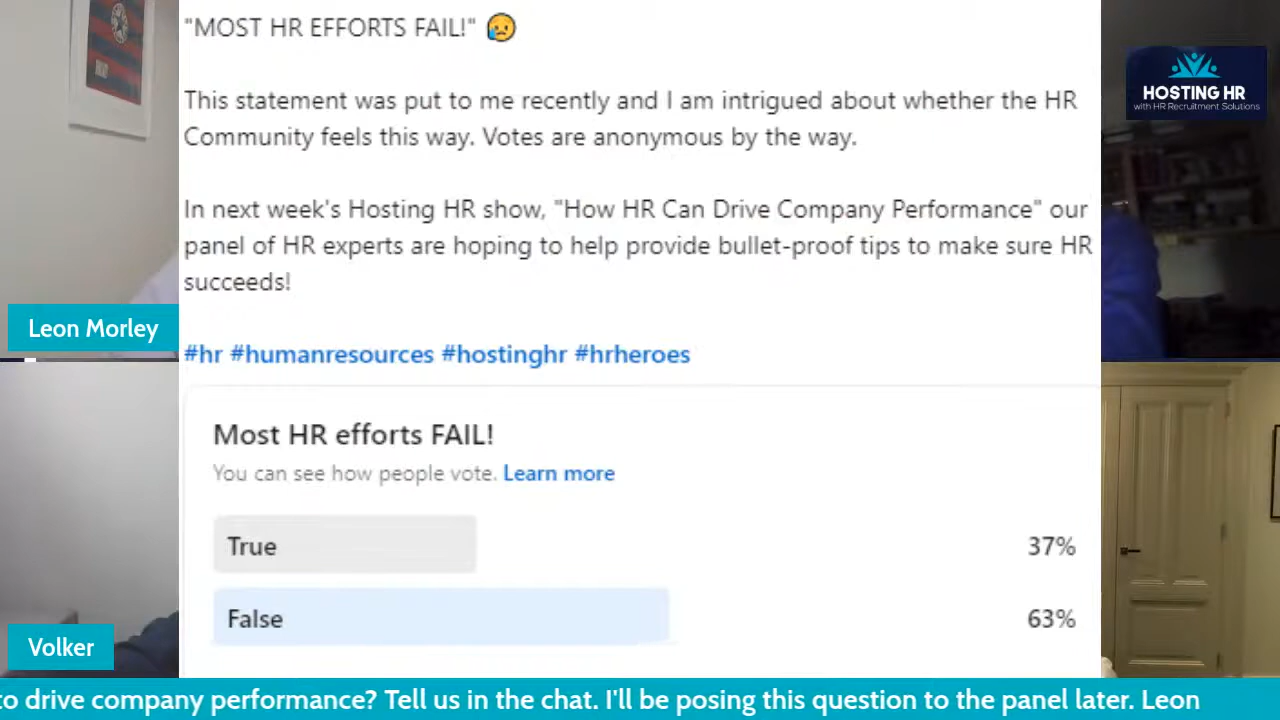 "MOST HR EFFORTS FAIL!" 😥
This statement was put to me recently and I am intrigued about whether the HR
Community feels this way. Votes are anonymous by the way.
In next week's Hosting HR show, "How HR Can Drive Company Performance" our
panel of HR experts are hoping to help provide bullet-proof tips to make sure HR
succeeds!
#hr #humanresources #hostinghr #hrheroes
Most HR efforts FAIL!
You can see how people vote. Learn more
True 37%
False 63%
HOSTING HR
with HR Recruitment Solutions
Leon Morley
Volker
to drive company performance? Tell us in the chat. I'll be posing this question to the panel later. Leon